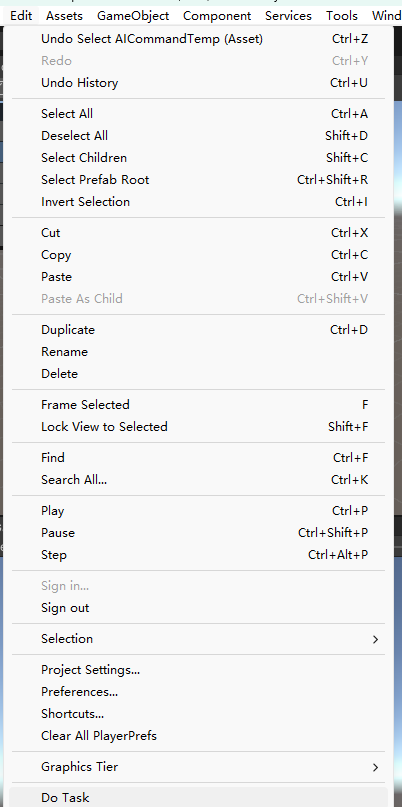 Edit Assets GameObject Component Services Tools Wind
Undo Select AICommandTemp (Asset) Ctrl+Z
Redo Ctrl+Y
Undo History Ctrl+U
Select All Ctrl+A
Deselect All Shift+D
Select Children Shift+C
Select Prefab Root Ctrl+Shift+R
Invert Selection Ctrl+I
Cut Ctrl+X
Copy Ctrl+C
Paste Ctrl+V
Paste As Child Ctrl+Shift+V
Duplicate Ctrl+D
Rename
Delete
Frame Selected F
Lock View to Selected Shift+F
Find Ctrl+F
Search All... Ctrl+K
Play Ctrl+P
Pause Ctrl+Shift+P
Step Ctrl+Alt+P
Sign in...
Sign out
Selection
Project Settings...
Preferences...
Shortcuts...
Clear All PlayerPrefs
Graphics Tier
Do Task